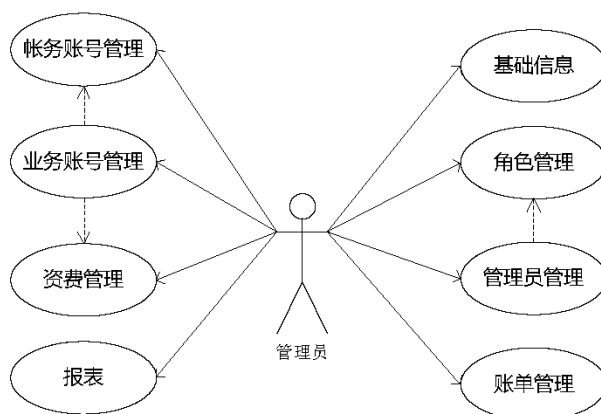 帐务账号管理
基础信息
业务账号管理
角色管理
资费管理
管理员管理
管理员
报表
账单管理